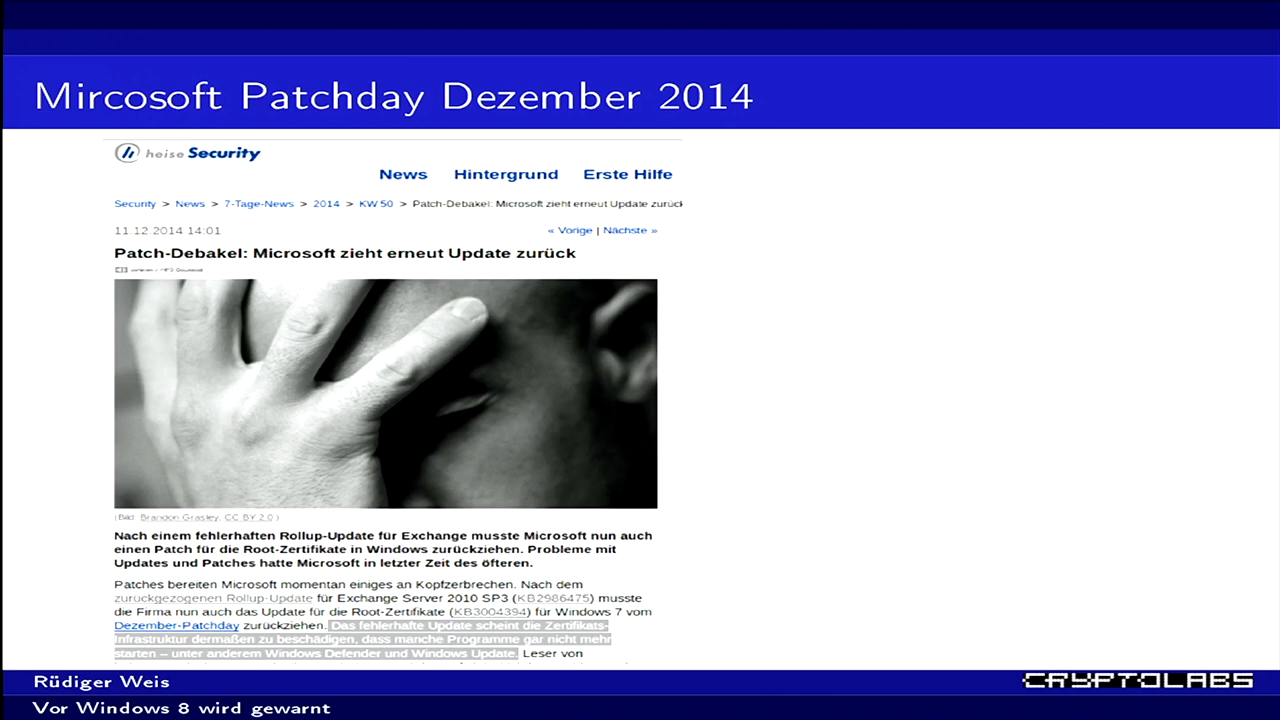 Mircosoft Patchday Dezember 2014
heise Security
News Hintergrund Erste Hilfe
Security > News > 7-Tage-News > 2014 > KW 50 > Patch-Debakel: Microsoft zieht erneut Update zurück
11.12.2014 14:01
« Vorige | Nächste »
Patch-Debakel: Microsoft zieht erneut Update zurück
vorlesen / MP3-Download
(Bild: Brandon Grasley, CC BY 2.0 )
Nach einem fehlerhaften Rollup-Update für Exchange musste Microsoft nun auch
einen Patch für die Root-Zertifikate in Windows zurückziehen. Probleme mit
Updates und Patches hatte Microsoft in letzter Zeit des öfteren.
Patches bereiten Microsoft momentan einiges an Kopfzerbrechen. Nach dem
zurückgezogenen Rollup-Update für Exchange Server 2010 SP3 (KB2986475) musste
die Firma nun auch das Update für die Root-Zertifikate (KB3004394) für Windows 7 vom
Dezember-Patchday zurückziehen. Das fehlerhafte Update scheint die Zertifikats-
Infrastruktur dermaßen zu beschädigen, dass manche Programme gar nicht mehr
starten – unter anderem Windows Defender und Windows Update. Leser von
Rüdiger Weis
CRYPTOLABS
Vor Windows 8 wird gewarnt